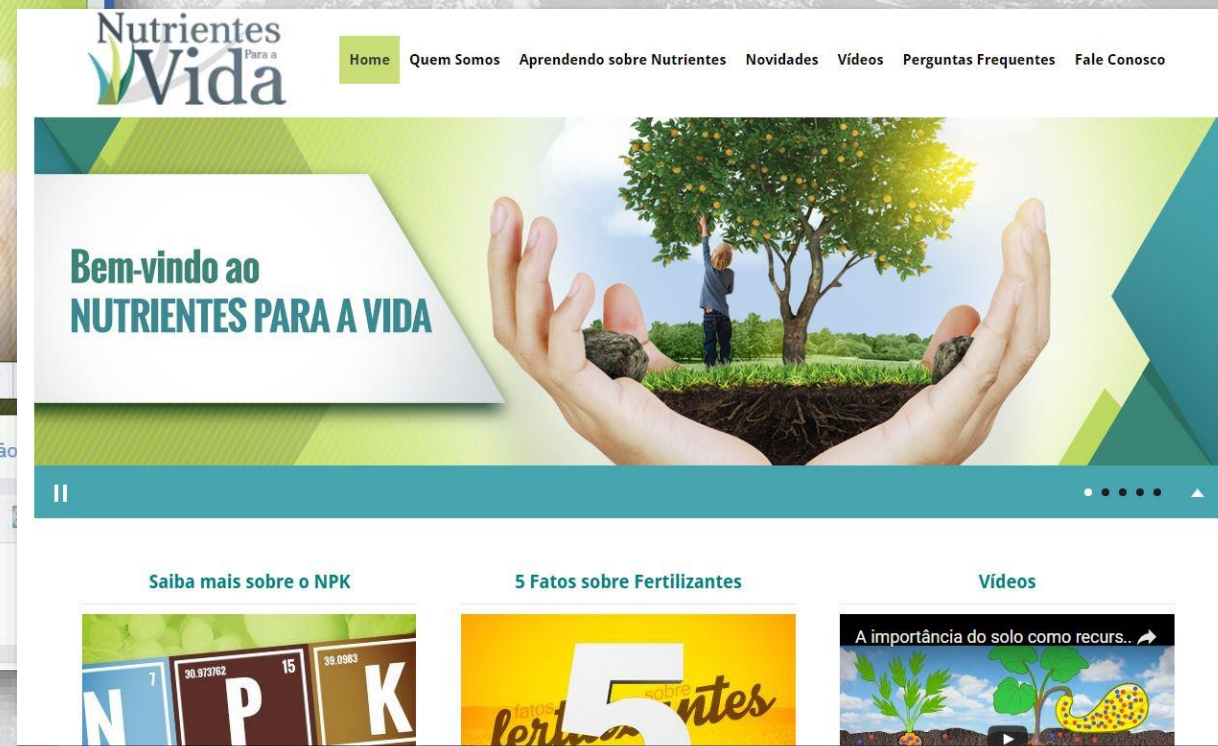 Nutrientes
Para a
Vida
Home Quem Somos Aprendendo sobre Nutrientes Novidades Vídeos Perguntas Frequentes Fale Conosco
Bem-vindo ao
NUTRIENTES PARA A VIDA
ão
Saiba mais sobre o NPK 5 Fatos sobre Fertilizantes Vídeos
7 30.973762 15 39.0983
N P K
5
fatos sobre
fertilizantes
A importância do solo como recurs..